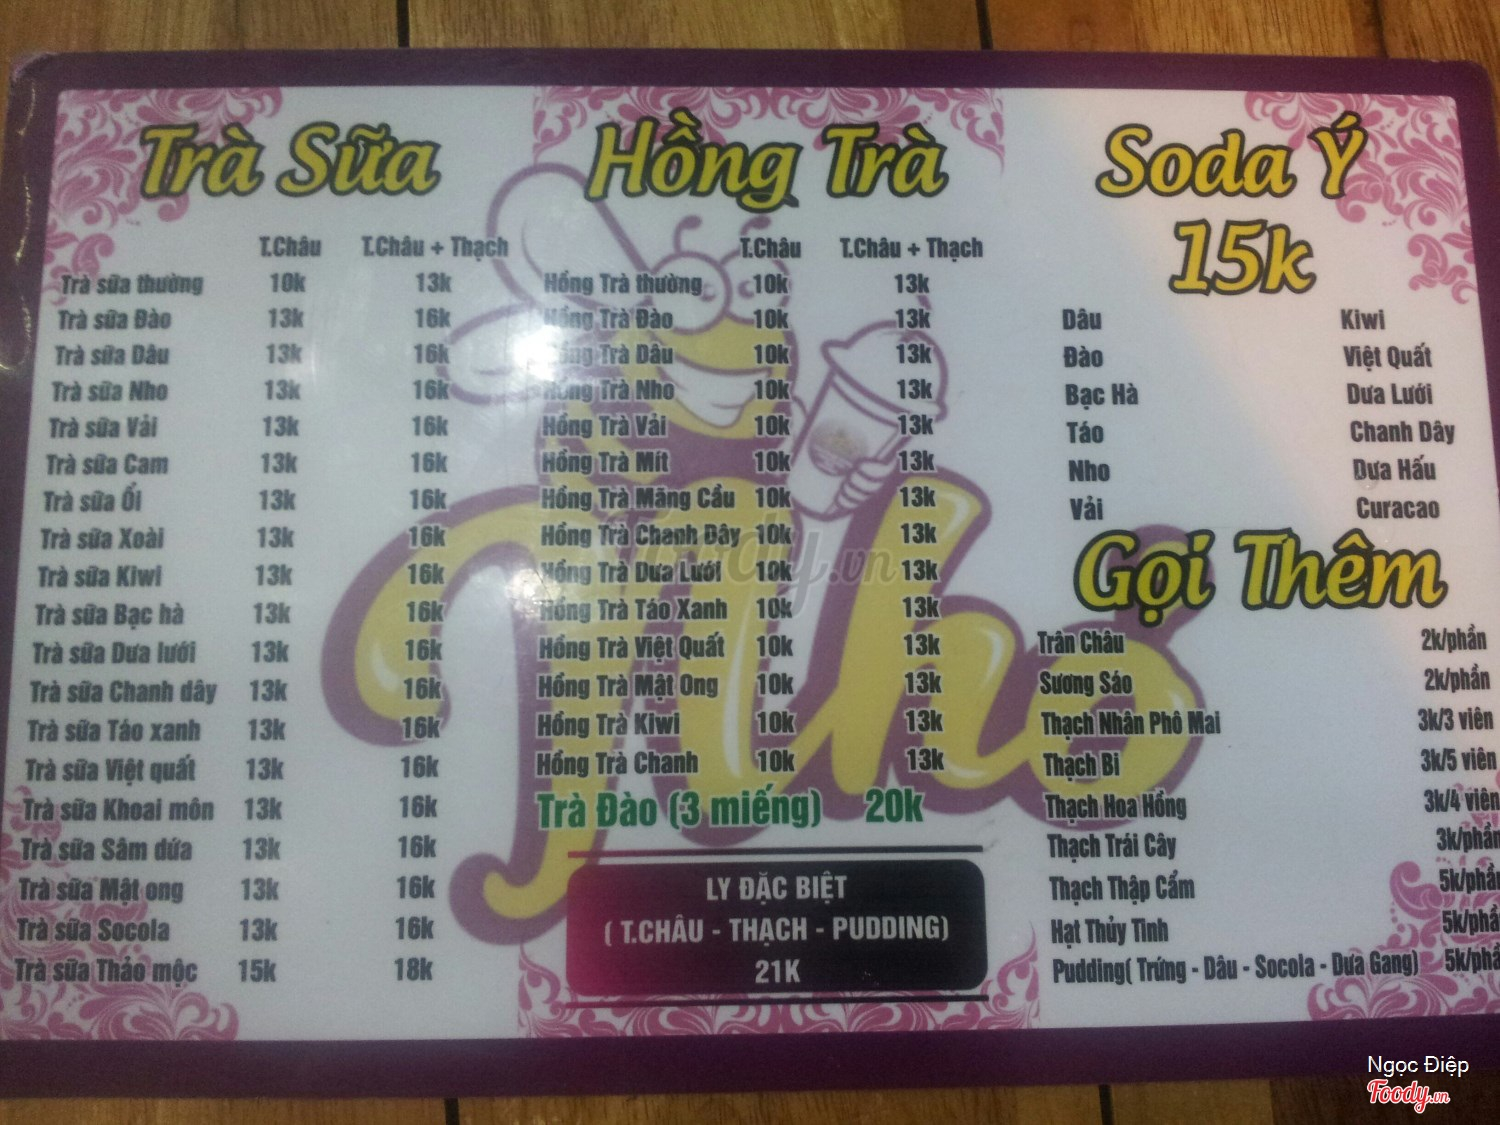 Trà Sữa
T.Châu T.Châu + Thạch
Trà sữa thường 10k 13k
Trà sữa Đào 13k 16k
Trà sữa Dâu 13k 16k
Trà sữa Nho 13k 16k
Trà sữa Vải 13k 16k
Trà sữa Cam 13k 16k
Trà sữa Ổi 13k 16k
Trà sữa Xoài 13k 16k
Trà sữa Kiwi 13k 16k
Trà sữa Bạc hà 13k 16k
Trà sữa Dưa lưới 13k 16k
Trà sữa Chanh dây 13k 16k
Trà sữa Táo xanh 13k 16k
Trà sữa Việt quất 13k 16k
Trà sữa Khoai môn 13k 16k
Trà sữa Sâm dứa 13k 16k
Trà sữa Mật ong 13k 16k
Trà sữa Socola 13k 16k
Trà sữa Thảo mộc 15k 18k
Hồng Trà
T.Châu T.Châu + Thạch
Hồng Trà thường 10k 13k
Hồng Trà Đào 10k 13k
Hồng Trà Dâu 10k 13k
Hồng Trà Nho 10k 13k
Hồng Trà Vải 10k 13k
Hồng Trà Mít 10k 13k
Hồng Trà Mãng Cầu 10k 13k
Hồng Trà Chanh Dây 10k 13k
Hồng Trà Dưa Lưới 10k 13k
Hồng Trà Táo Xanh 10k 13k
Hồng Trà Việt Quất 10k 13k
Hồng Trà Mật Ong 10k 13k
Hồng Trà Kiwi 10k 13k
Hồng Trà Chanh 10k 13k
Trà Đào (3 miếng) 20k
LY ĐẶC BIỆT
( T.CHÂU - THẠCH - PUDDING)
21K
Soda Ý
15k
Dâu Kiwi
Đào Việt Quất
Bạc Hà Dưa Lưới
Táo Chanh Dây
Nho Dưa Hấu
Vải Curacao
Gọi Thêm
Trân Châu 2k/phần
Sương Sáo 2k/phần
Thạch Nhân Phô Mai 3k/3 viên
Thạch Bi 3k/5 viên
Thạch Hoa Hồng 3k/4 viên
Thạch Trái Cây 3k/phần
Thạch Thập Cẩm 5k/phầ
Hạt Thủy Tinh 5k/phầ
Pudding( Trứng - Dâu - Socola - Dưa Gang) 5k/phầ
Foody.vn
Ngọc Điệp
Foody.vn